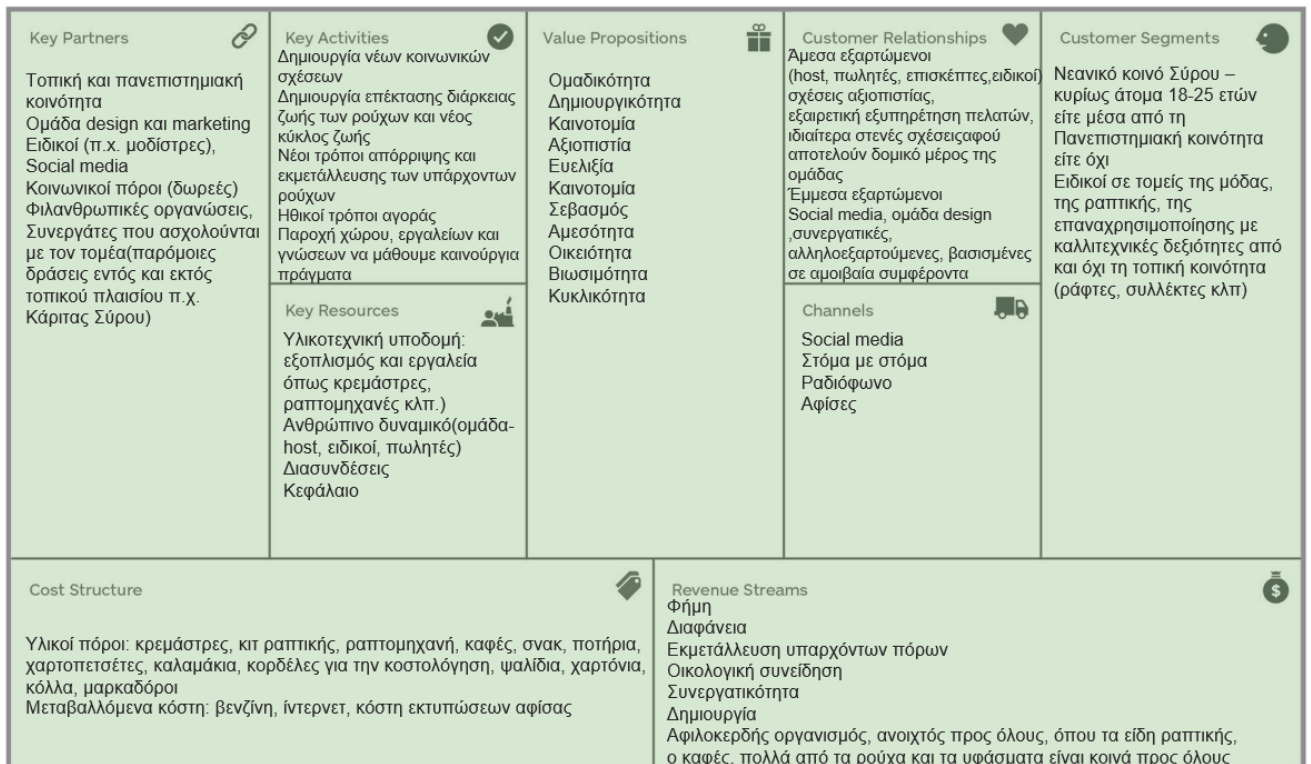 Key Partners
Τοπική και πανεπιστημιακή
κοινότητα
Ομάδα design και marketing
Ειδικοί (π.χ. μοδίστρες),
Social media
Κοινωνικοί πόροι (δωρεές)
Φιλανθρωπικές οργανώσεις,
Συνεργάτες που ασχολούνται
με τον τομέα(παρόμοιες
δράσεις εντός και εκτός
τοπικού πλαισίου π.χ.
Κάριτας Σύρου)
Key Activities
Δημιουργία νέων κοινωνικών
σχέσεων
Δημιουργία επέκτασης διάρκειας
ζωής των ρούχων και νέος
κύκλος ζωής
Νέοι τρόποι απόρριψης και
εκμετάλλευσης των υπάρχοντων
ρούχων
Ηθικοί τρόποι αγοράς
Παροχή χώρου, εργαλείων και
γνώσεων να μάθουμε καινούργια
πράγματα
Key Resources
Υλικοτεχνική υποδομή:
εξοπλισμός και εργαλεία
όπως κρεμάστρες,
ραπτομηχανές κλπ.)
Ανθρώπινο δυναμικό(ομάδα-
host, ειδικοί, πωλητές)
Διασυνδέσεις
Κεφάλαιο
Value Propositions
Ομαδικότητα
Δημιουργικότητα
Καινοτομία
Αξιοπιστία
Ευελιξία
Καινοτομία
Σεβασμός
Αμεσότητα
Οικειότητα
Βιωσιμότητα
Κυκλικότητα
Customer Relationships
Άμεσα εξαρτώμενοι
(host, πωλητές, επισκέπτες,ειδικοί)
σχέσεις αξιοπιστίας,
εξαιρετική εξυπηρέτηση πελατών,
ιδιαίτερα στενές σχέσειςαφού
αποτελούν δομικό μέρος της
ομάδας
Έμμεσα εξαρτώμενοι
Social media, ομάδα design
,συνεργατικές,
αλληλοεξαρτούμενες, βασισμένες
σε αμοιβαία συμφέροντα
Channels
Social media
Στόμα με στόμα
Ραδιόφωνο
Αφίσες
Customer Segments
Νεανικό κοινό Σύρου –
κυρίως άτομα 18-25 ετών
είτε μέσα από τη
Πανεπιστημιακή κοινότητα
είτε όχι
Ειδικοί σε τομείς της μόδας,
της ραπτικής, της
επαναχρησιμοποίησης με
καλλιτεχνικές δεξιότητες από
και όχι τη τοπική κοινότητα
(ράφτες, συλλέκτες κλπ)
Cost Structure
Υλικοί πόροι: κρεμάστρες, κιτ ραπτικής, ραπτομηχανή, καφές, σνακ, ποτήρια,
χαρτοπετσέτες, καλαμάκια, κορδέλες για την κοστολόγηση, ψαλίδια, χαρτόνια,
κόλλα, μαρκαδόροι
Μεταβαλλόμενα κόστη: βενζίνη, ίντερνετ, κόστη εκτυπώσεων αφίσας
Revenue Streams
$
Φήμη
Διαφάνεια
Εκμετάλλευση υπαρχόντων πόρων
Οικολογική συνείδηση
Συνεργατικότητα
Δημιουργία
Αφιλοκερδής οργανισμός, ανοιχτός προς όλους, όπου τα είδη ραπτικής,
ο καφές, πολλά από τα ρούχα και τα υφάσματα είναι κοινά προς όλους